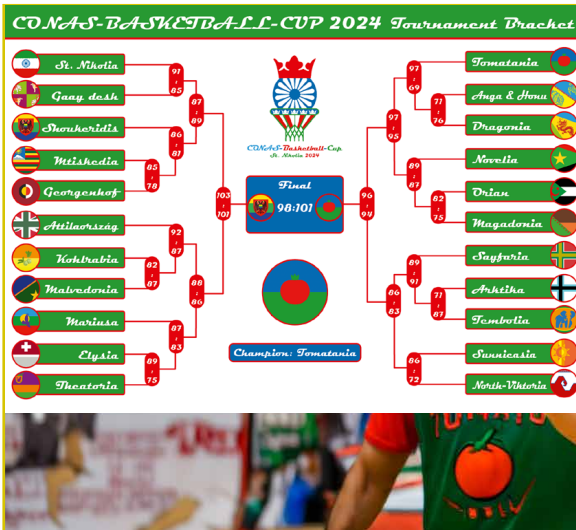 CONAS-BASKETBALL-CUP 2024 Tournament Bracket
St. Nikolia
Gaay desh
Shoukeridis
Mtiskedia
Georgenhof
Attilaország
Kohlrabia
Malvedonia
Mariusa
Elysia
Theatoria
91 : 85
86 : 81
85 : 78
92 : 87
82 : 87
87 : 83
89 : 75
87 : 89
88 : 86
103 : 101
CONAS-Basketball-Cup
St. Nikolia 2024
Final
98:101
Champion: Tomatania
96 : 94
97 : 95
86 : 83
97 : 69
71 : 76
89 : 87
82 : 75
89 : 91
71 : 87
86 : 72
Tomatania
Anga & Honu
Dragonia
Novelia
Orian
Magadonia
Sayfaria
Arktika
Tembolia
Sunnicasia
North-Viktoria